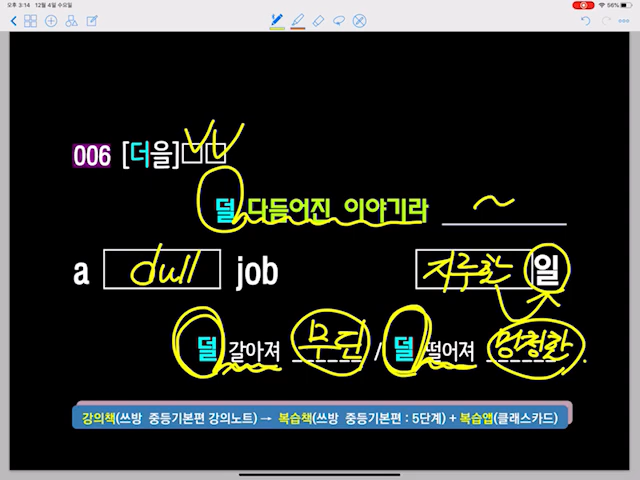 오후 3:14 12월 4일 수요일
56%
006 [더을]□□
덜 다듬어진 이야기라 ~
a dull job 지루한 일
덜 갈아져 무딘 / 덜 떨어져 멍청한.
강의책(쓰방 중등기본편 강의노트) → 복습책(쓰방 중등기본편 : 5단계) + 복습앱(클래스카드)